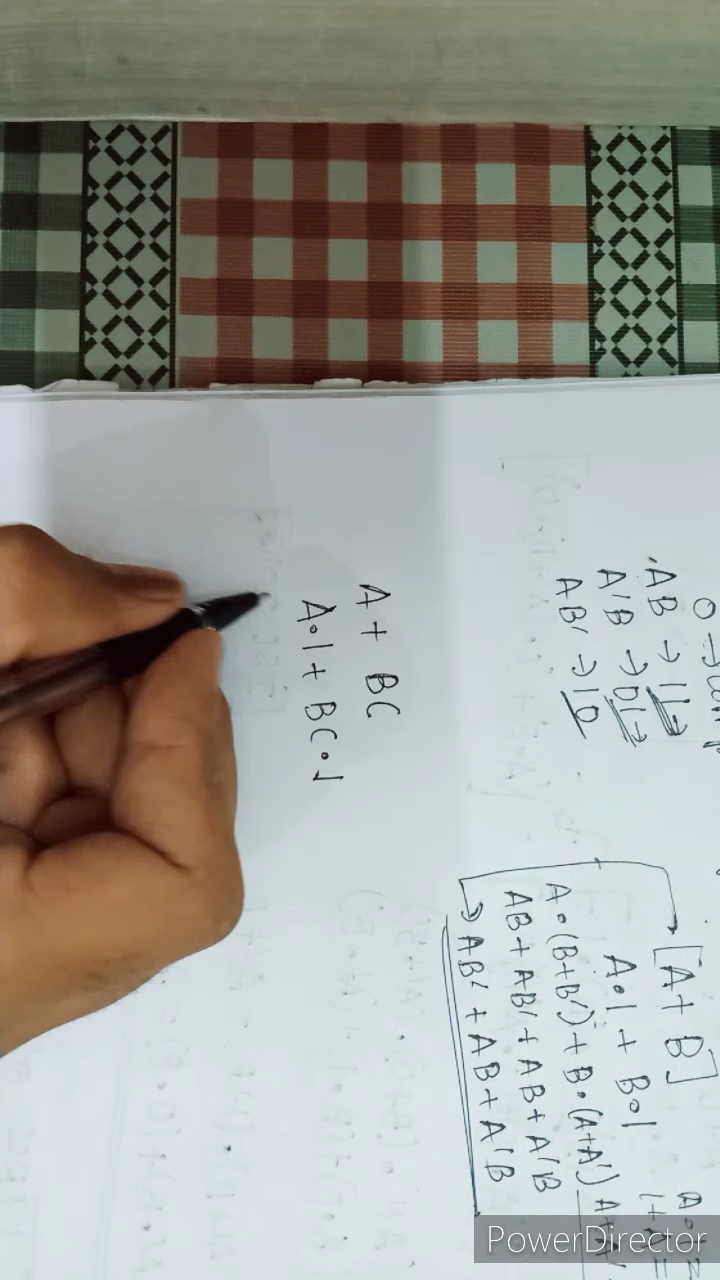 AB → 11 →
A'B → 01 →
AB' → 10
[A + B]
A•1 + B•1
A•(B+B') + B•(A+A')
AB + AB' + AB + A'B
→ AB' + AB + A'B
A + BC
A•1 + BC•1
PowerDirector